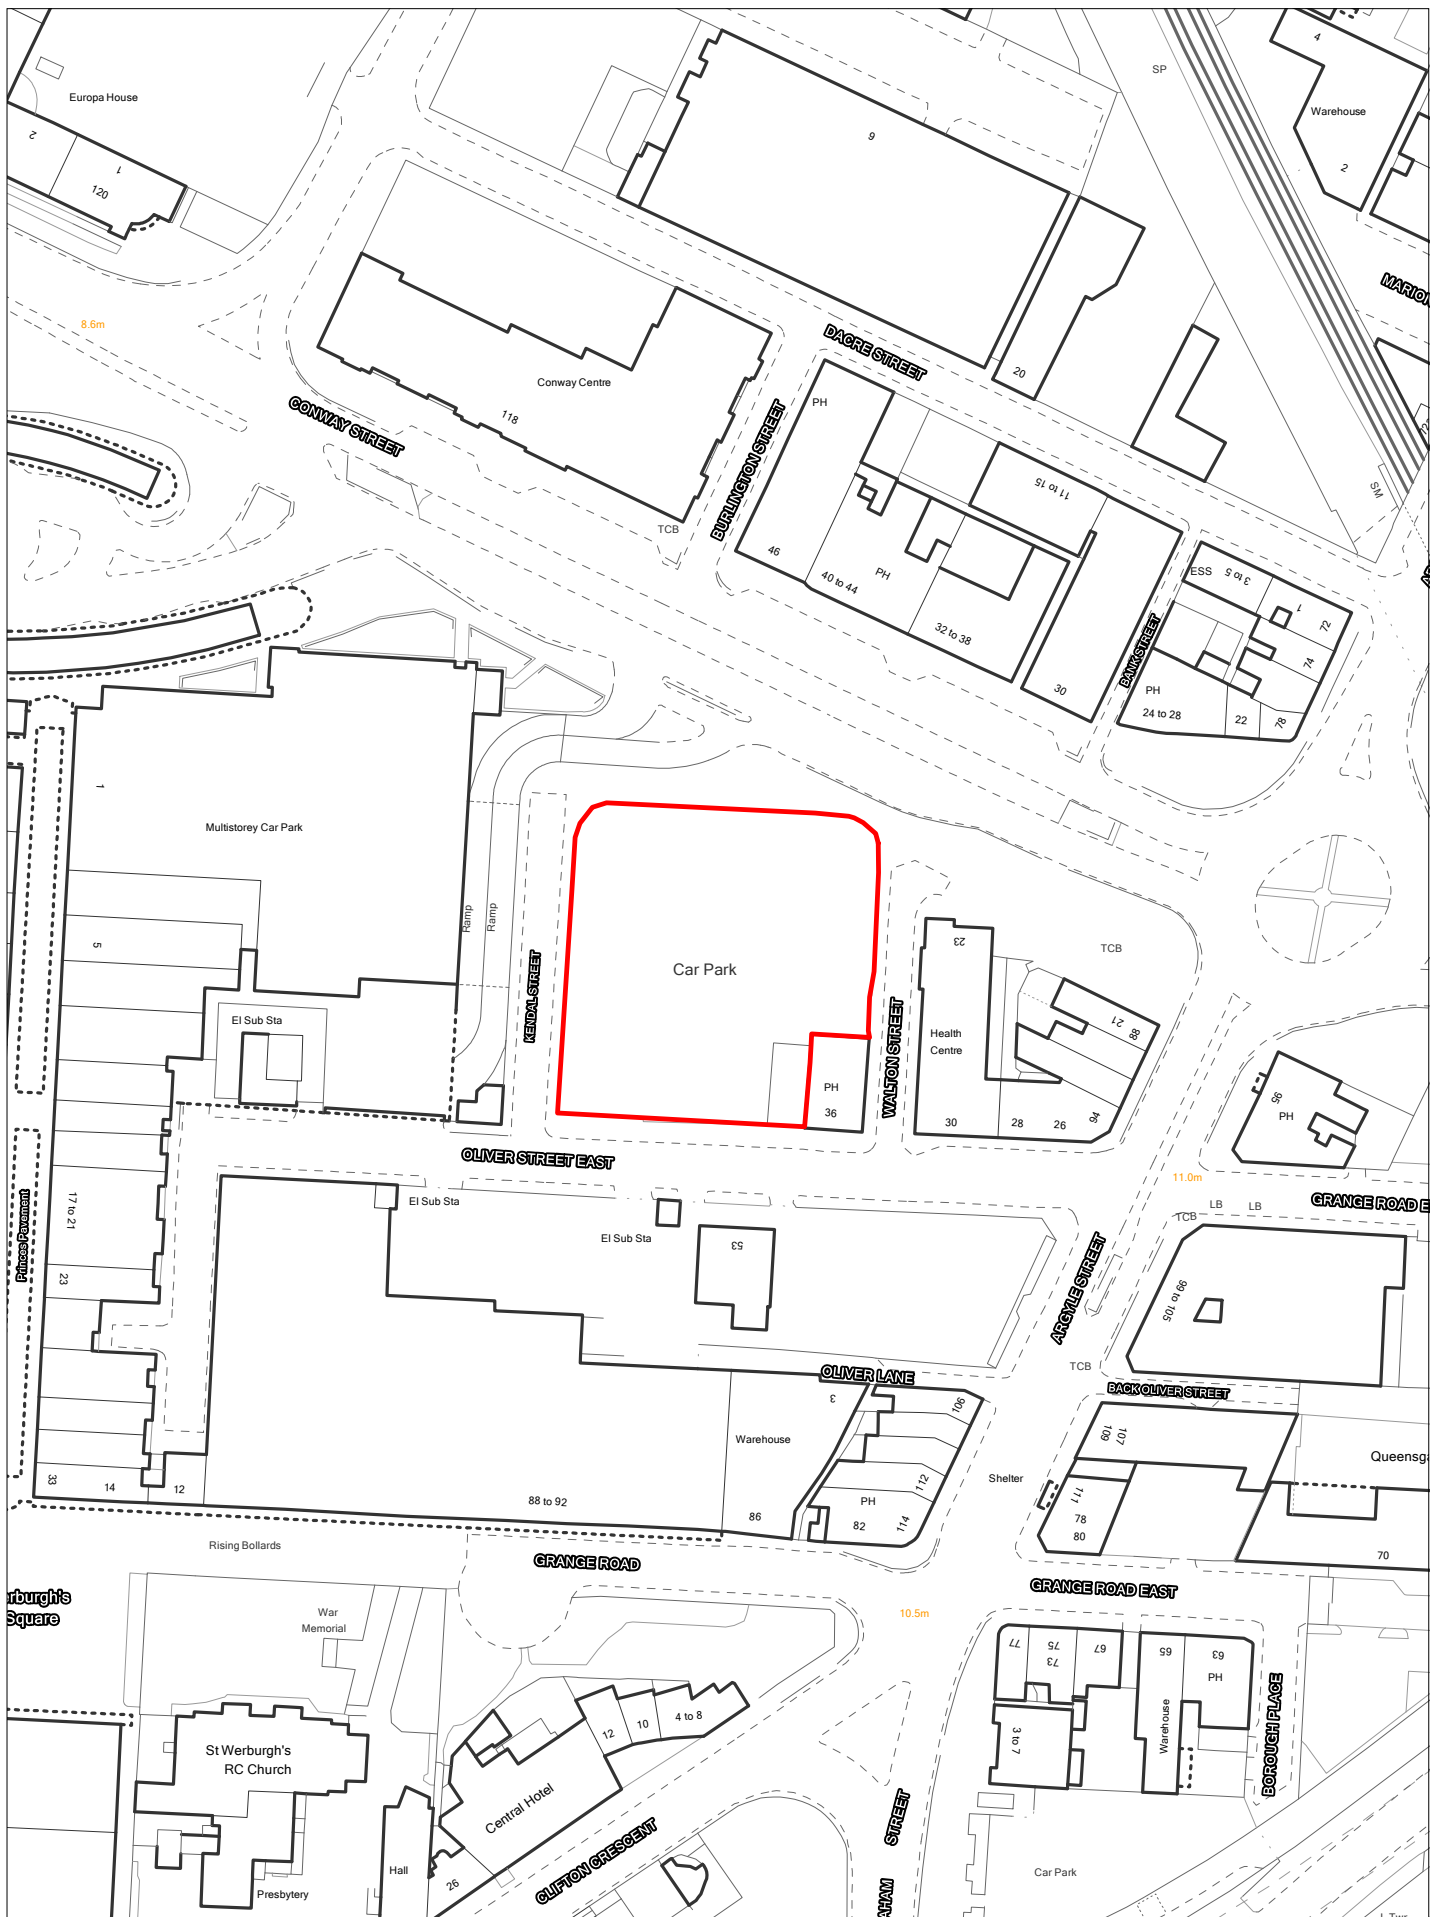 SP
4
Warehouse
2
Europa House
2
1
120
9
MARION
8.6m
DACRE STREET
20
Conway Centre
118
CONWAY STREET
PH
BURLINGTON STREET
TCB
46
40 to 44
PH
32 to 38
11 to 15
30
SM
ESS
3 to 5
1
72
74
BANK STREET
PH
24 to 28
22
78
1
Multistorey Car Park
5
Ramp
Ramp
KENDAL STREET
Car Park
23
TCB
21
88
WALTON STREET
Health
Centre
El Sub Sta
PH
36
30
28
26
94
95
PH
OLIVER STREET EAST
11.0m
GRANGE ROAD E
LB
LB
TCB
Princes Pavement
17 to 21
El Sub Sta
El Sub Sta
53
23
ARGYLE STREET
99 to 105
TCB
OLIVER LANE
BACK OLIVER STREET
3
106
Warehouse
107
109
Queensga
Shelter
112
33
14
12
88 to 92
86
PH
82
114
111
78
80
70
Rising Bollards
GRANGE ROAD
GRANGE ROAD EAST
erburgh's
Square
War
Memorial
10.5m
77
75
73
67
65
63
PH
12
10
4 to 8
St Werburgh's
RC Church
3 to 7
Warehouse
BOROUGH PLACE
Central Hotel
STREET
CLIFTON CRESCENT
Hall
26
Presbytery
AHAM
Car Park